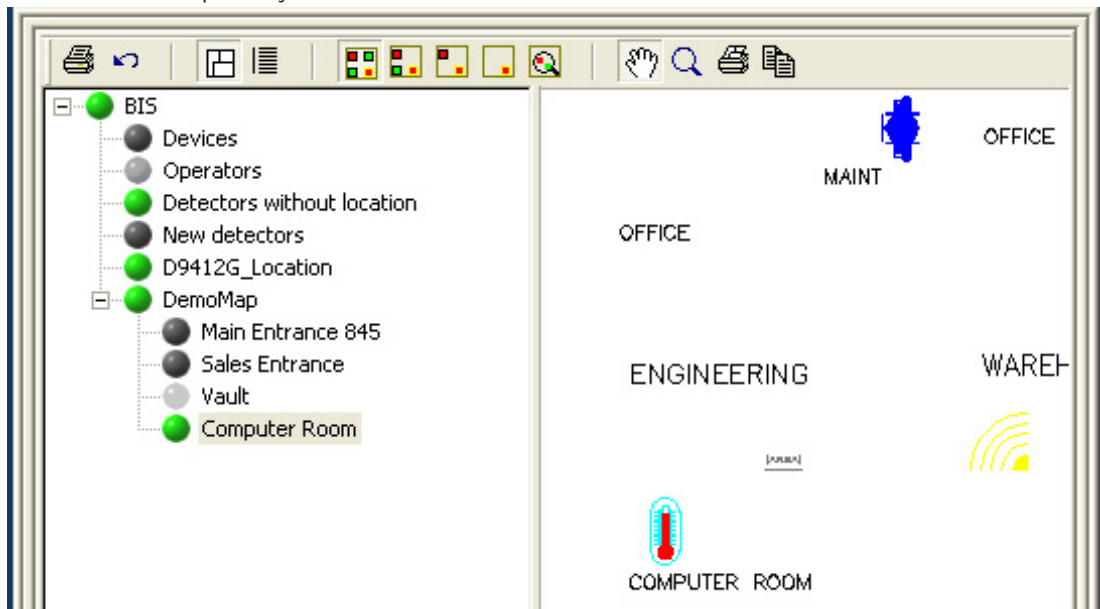 BIS
Devices
Operators
Detectors without location
New detectors
D9412G_Location
DemoMap
Main Entrance 845
Sales Entrance
Vault
Computer Room
OFFICE
MAINT
OFFICE
ENGINEERING
WAREH
COMPUTER ROOM